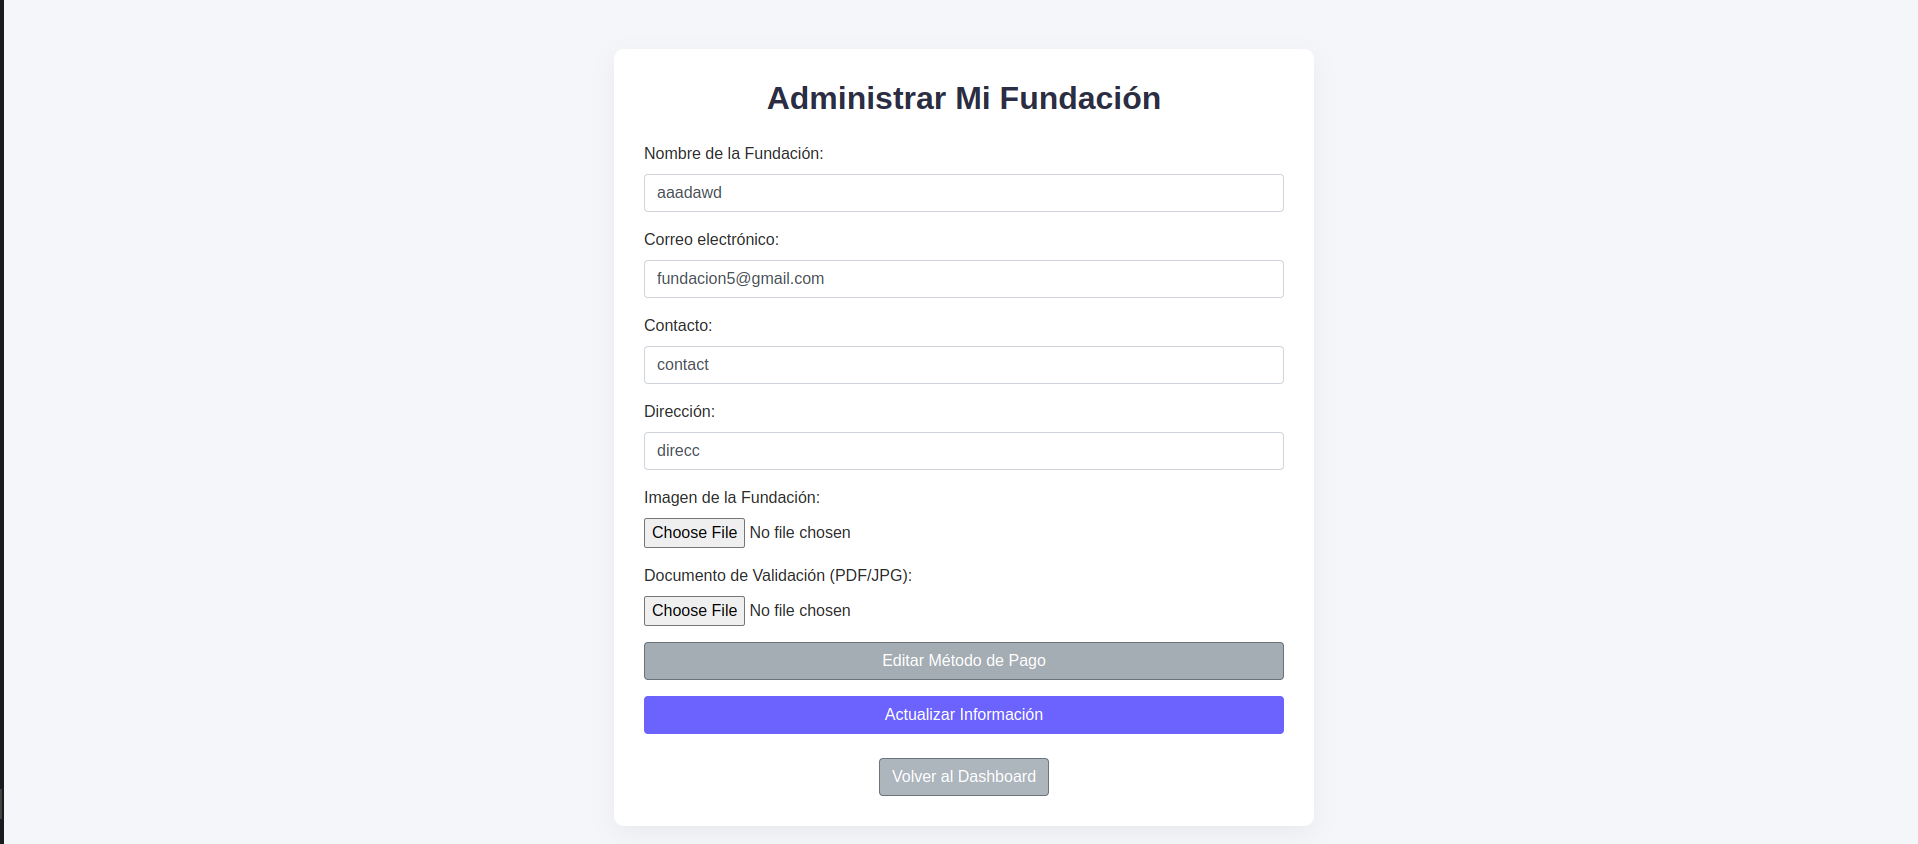 Administrar Mi Fundación
Nombre de la Fundación:
aaadawd
Correo electrónico:
fundacion5@gmail.com
Contacto:
contact
Dirección:
direcc
Imagen de la Fundación:
Choose File No file chosen
Documento de Validación (PDF/JPG):
Choose File No file chosen
Editar Método de Pago
Actualizar Información
Volver al Dashboard